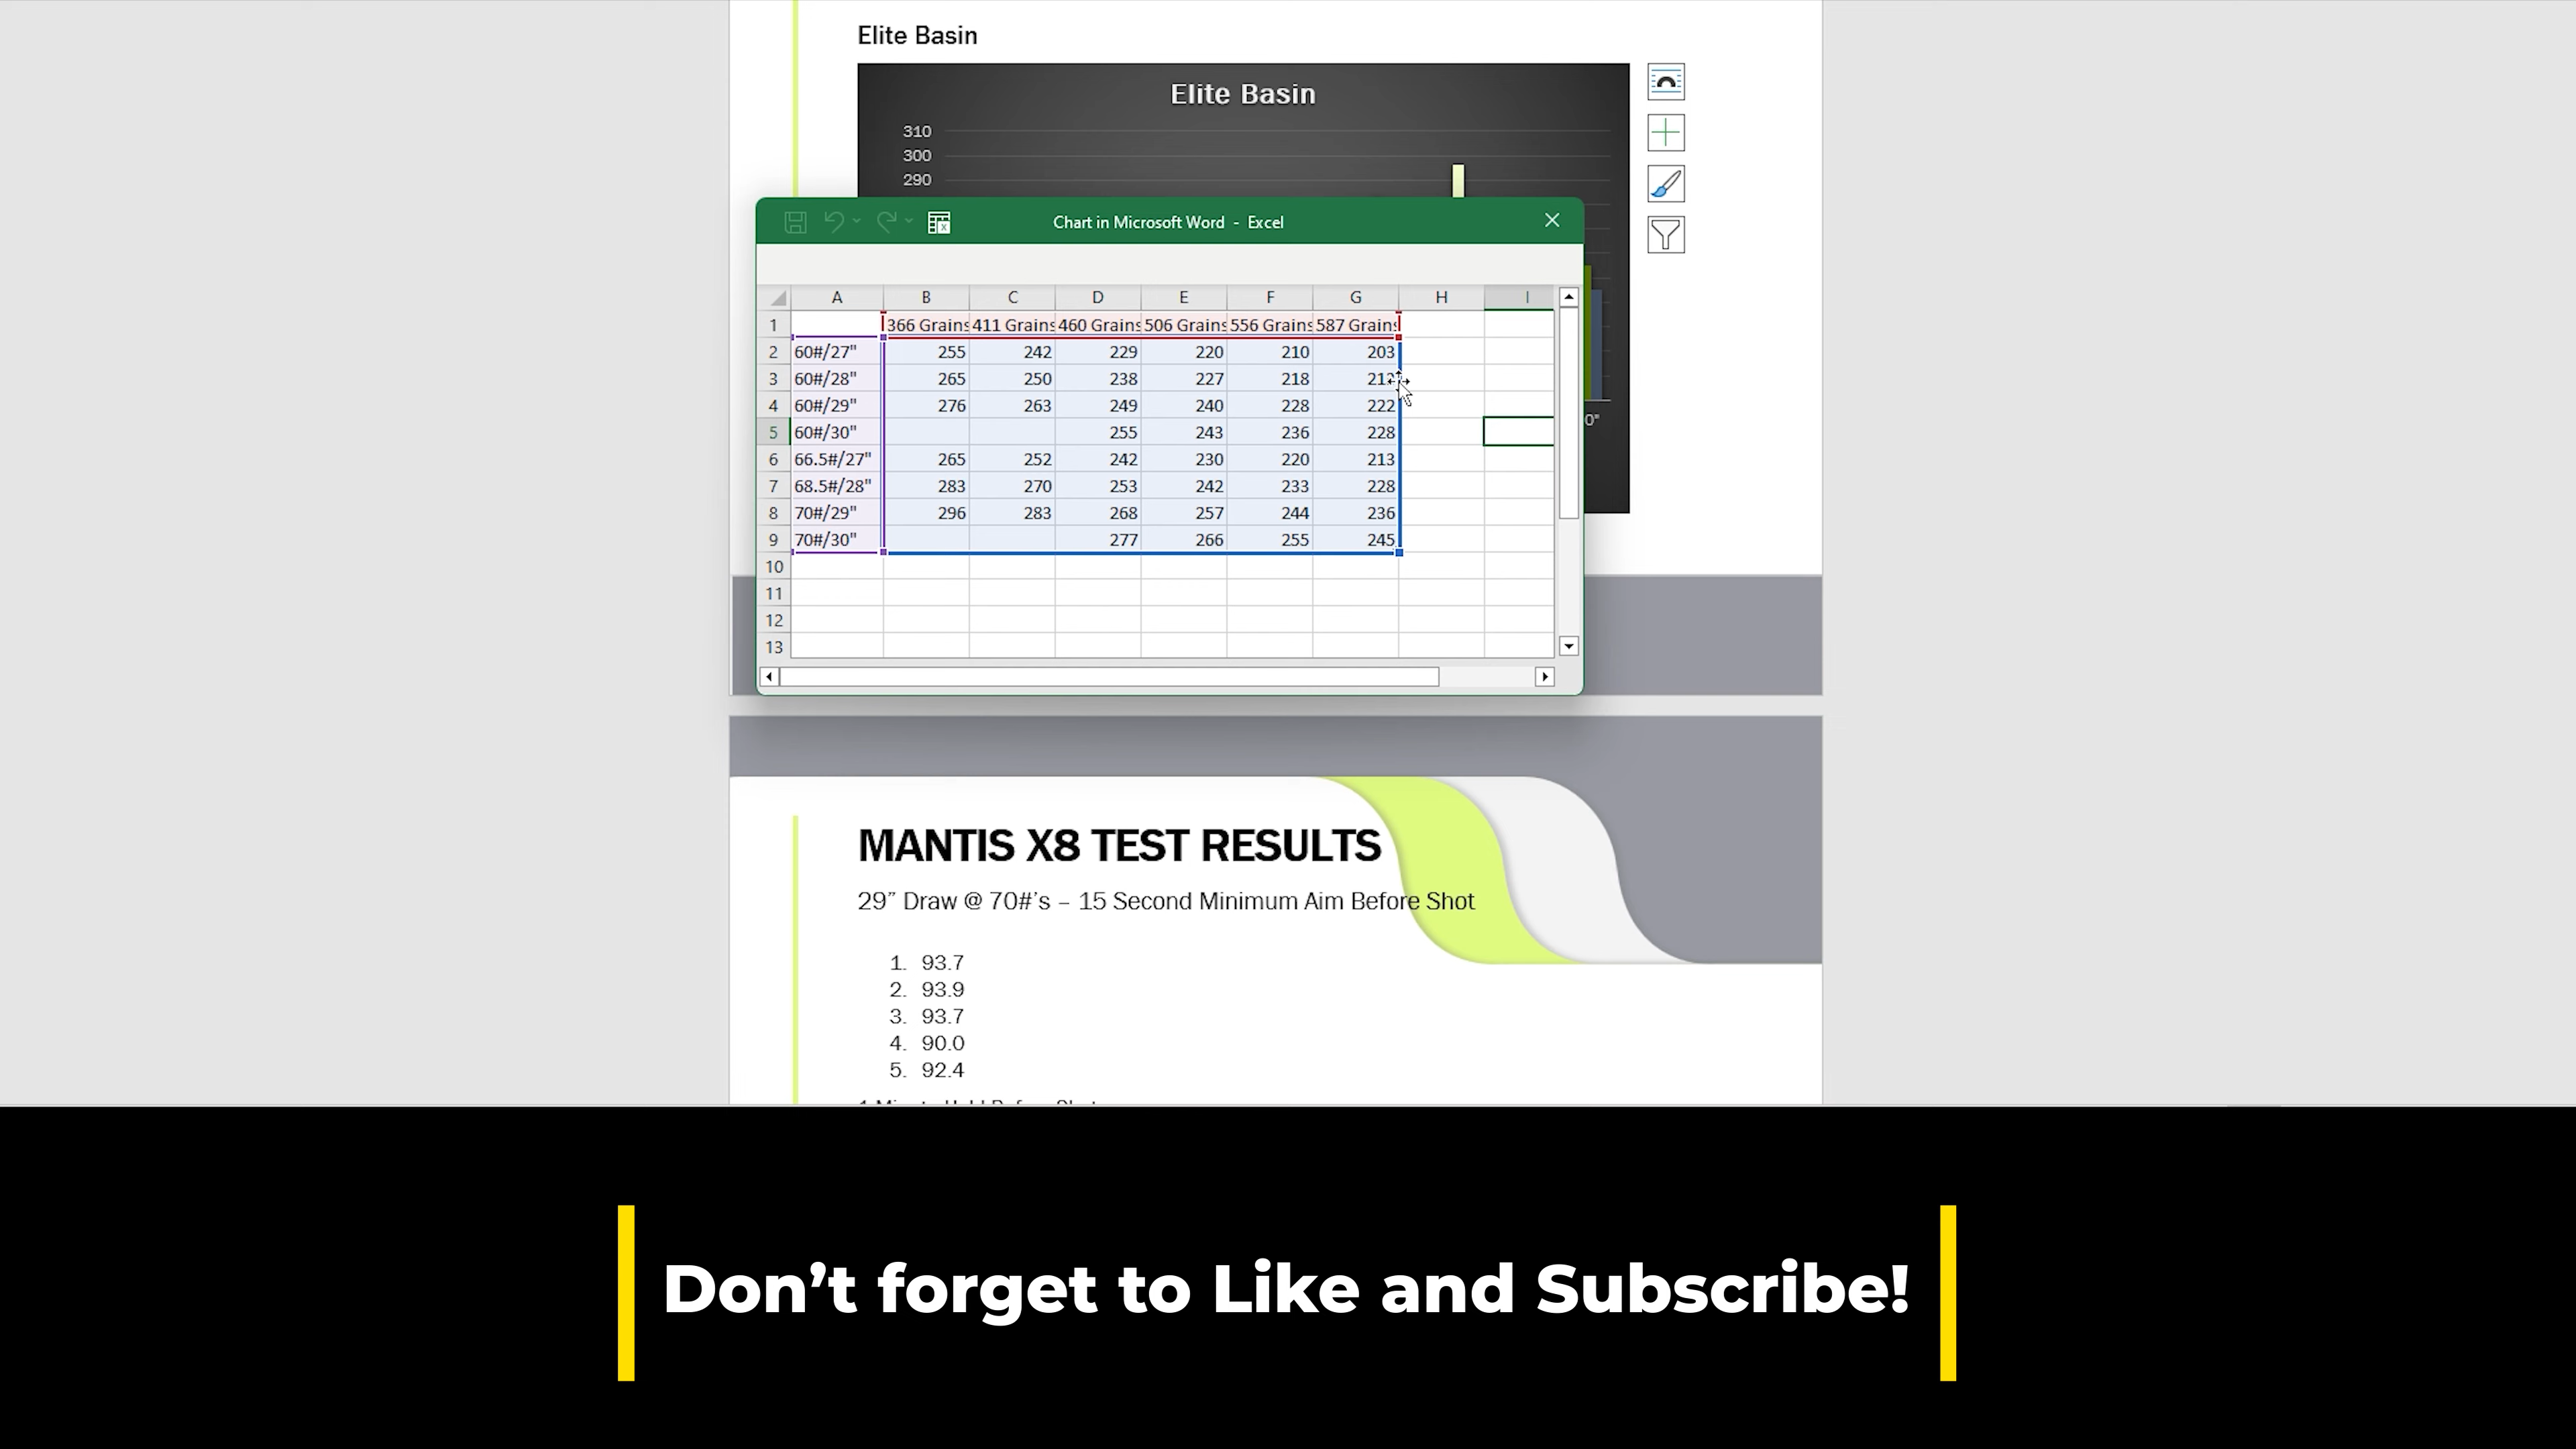 Elite Basin
Elite Basin
310
300
290
Chart in Microsoft Word - Excel
A B C D E F G H I
1 366 Grains 411 Grains 460 Grains 506 Grains 556 Grains 587 Grains
2 60#/27" 255 242 229 220 210 203
3 60#/28" 265 250 238 227 218
4 60#/29" 276 263 249 240 228 222
5 60#/30" 255 243 236 228
6 66.5#/27" 265 252 242 230 220 213
7 68.5#/28" 283 270 253 242 233 228
8 70#/29" 296 283 268 257 244 236
9 70#/30" 277 266 255 245
10
11
12
13
0"
MANTIS X8 TEST RESULTS
29” Draw @ 70#’s – 15 Second Minimum Aim Before Shot
1. 93.7
2. 93.9
3. 93.7
4. 90.0
5. 92.4
Don’t forget to Like and Subscribe!